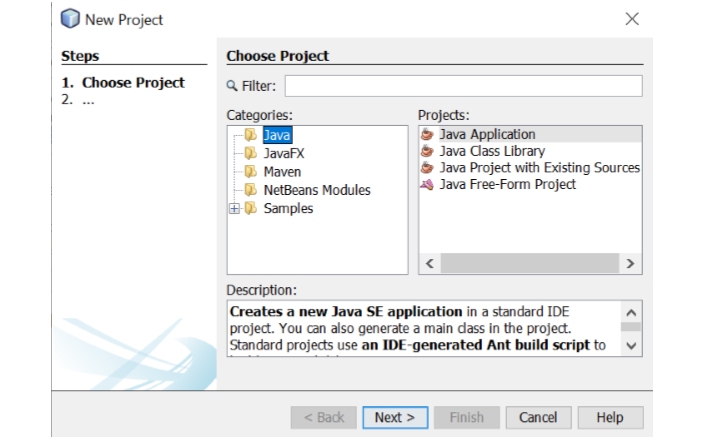 New Project
Steps
1. Choose Project
2. ...
Choose Project
Filter:
Categories:
Java
JavaFX
Maven
NetBeans Modules
Samples
Projects:
Java Application
Java Class Library
Java Project with Existing Sources
Java Free-Form Project
Description:
Creates a new Java SE application in a standard IDE
project. You can also generate a main class in the project.
Standard projects use an IDE-generated Ant build script to
< Back
Next >
Finish
Cancel
Help